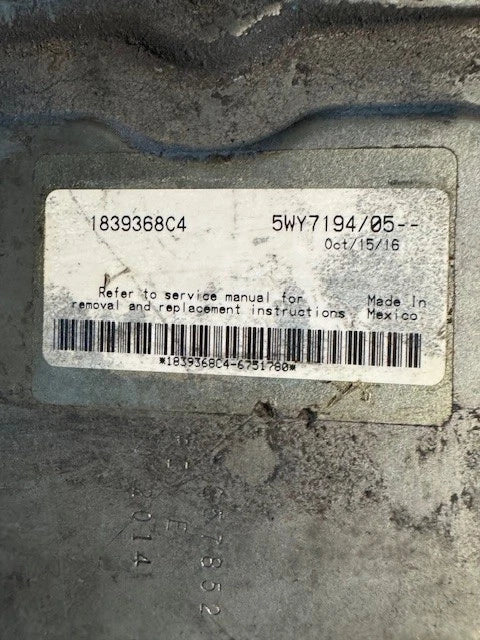 1839368C4 5WY7194/05--
Oct/15/16
Refer to service manual for
removal and replacement instructions
Made In
Mexico
*1839368C4-6751780*
E
2014